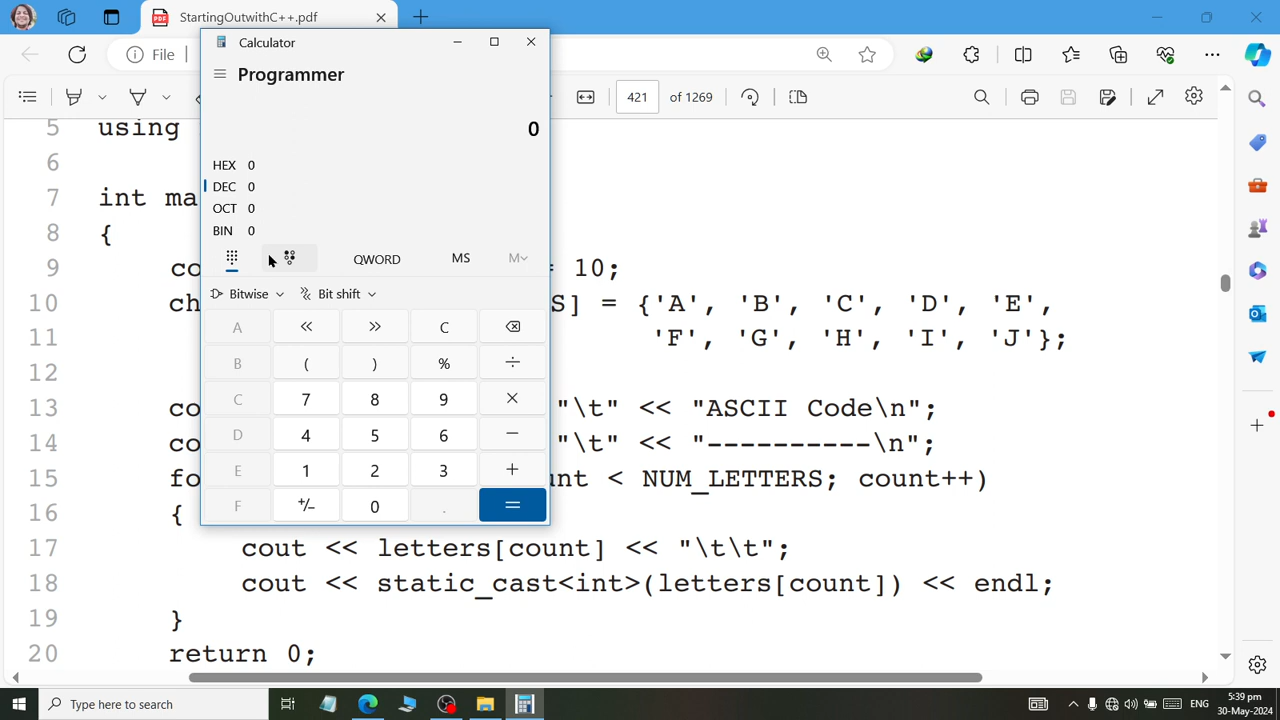 StartingOutwithC++.pdf
File
421 of 1269
Calculator
Programmer
0
HEX 0
DEC 0
OCT 0
BIN 0
QWORD MS M
Bitwise Bit shift
A << >> C
B ( ) % ÷
C 7 8 9 ×
D 4 5 6 −
E 1 2 3 +
F +/− 0 . =
5 using
6
7 int ma
8 {
9 co = 10;
10 ch S] = {'A', 'B', 'C', 'D', 'E',
11 'F', 'G', 'H', 'I', 'J'};
12
13 co "\t" << "ASCII Code\n";
14 co "\t" << "----------\n";
15 fo unt < NUM_LETTERS; count++)
16 {
17 cout << letters[count] << "\t\t";
18 cout << static_cast<int>(letters[count]) << endl;
19 }
20 return 0;
Type here to search
ENG
5:39 pm
30-May-2024